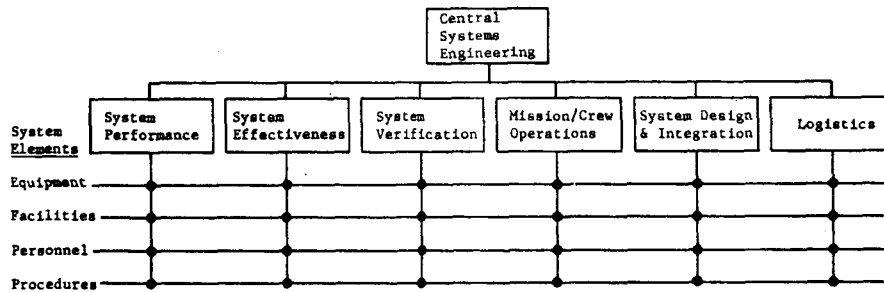 Central
Systems
Engineering
System
Performance
System
Effectiveness
System
Verification
Mission/Crew
Operations
System Design
& Integration
Logistics
System
Elements
Equipment
Facilities
Personnel
Procedures